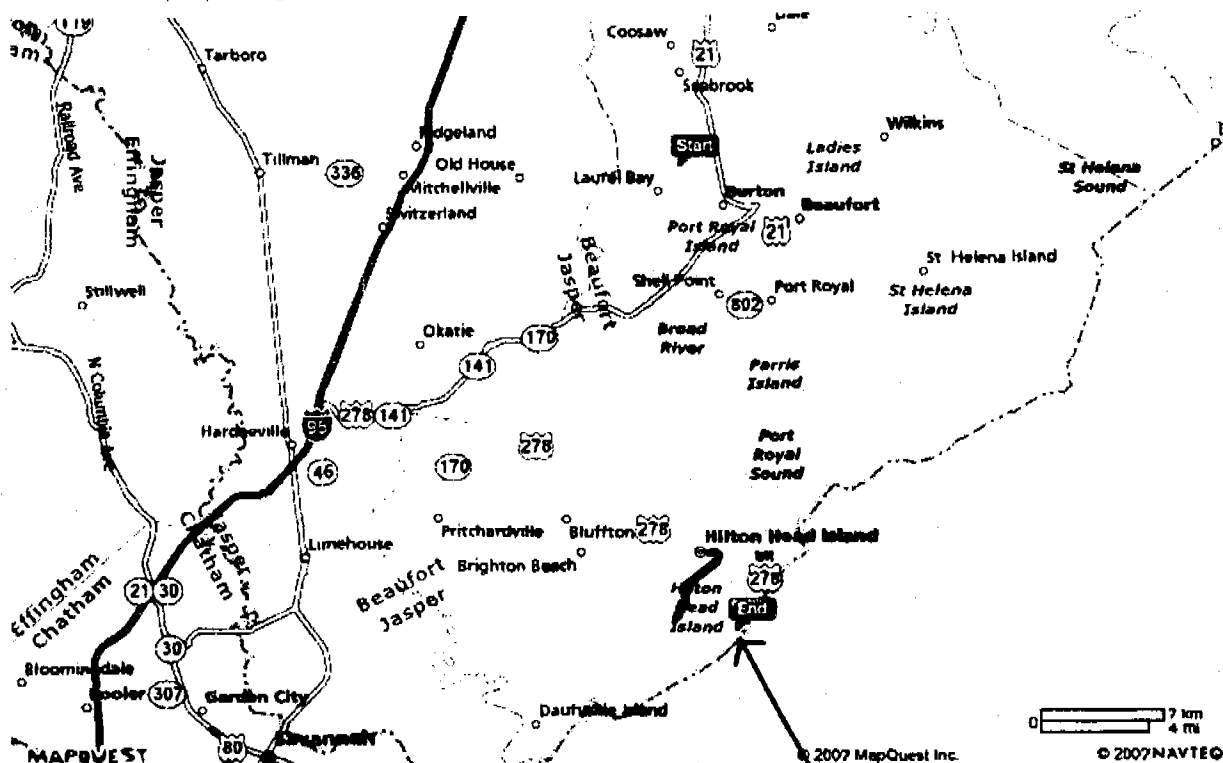 119
Tarboro
Coosaw
21
Seabrook
Railroad Ave
Effingham
Jasper
Tillman
336
Ridgeland
Old House
Mitchellville
Switzerland
Start
Laurel Bay
Burton
Ladies
Island
Wilkins
St Helena
Sound
Beaufort
Port Royal
Island
21
Stillwell
Beaufort
Jasper
Shell Point
802
Port Royal
St Helena Island
St Helena
Island
Okatie
170
141
Broad
River
Parris
Island
N Columbia Ave
95
278
141
Hardeeville
46
170
278
Port
Royal
Sound
Jasper
Chatham
Limehouse
Pritchardville
Bluffton
278
Brighton Beach
Hilton Head Island
278
Effingham
Chatham
21
30
Beaufort
Jasper
Hilton
Head
Island
End
30
Bloomingdale
Pooler
307
Garden City
Daufuskie Island
80
Savannah
MAPQUEST
0
7 km
4 mi
© 2007 MapQuest Inc.
© 2007 NAVTEQ